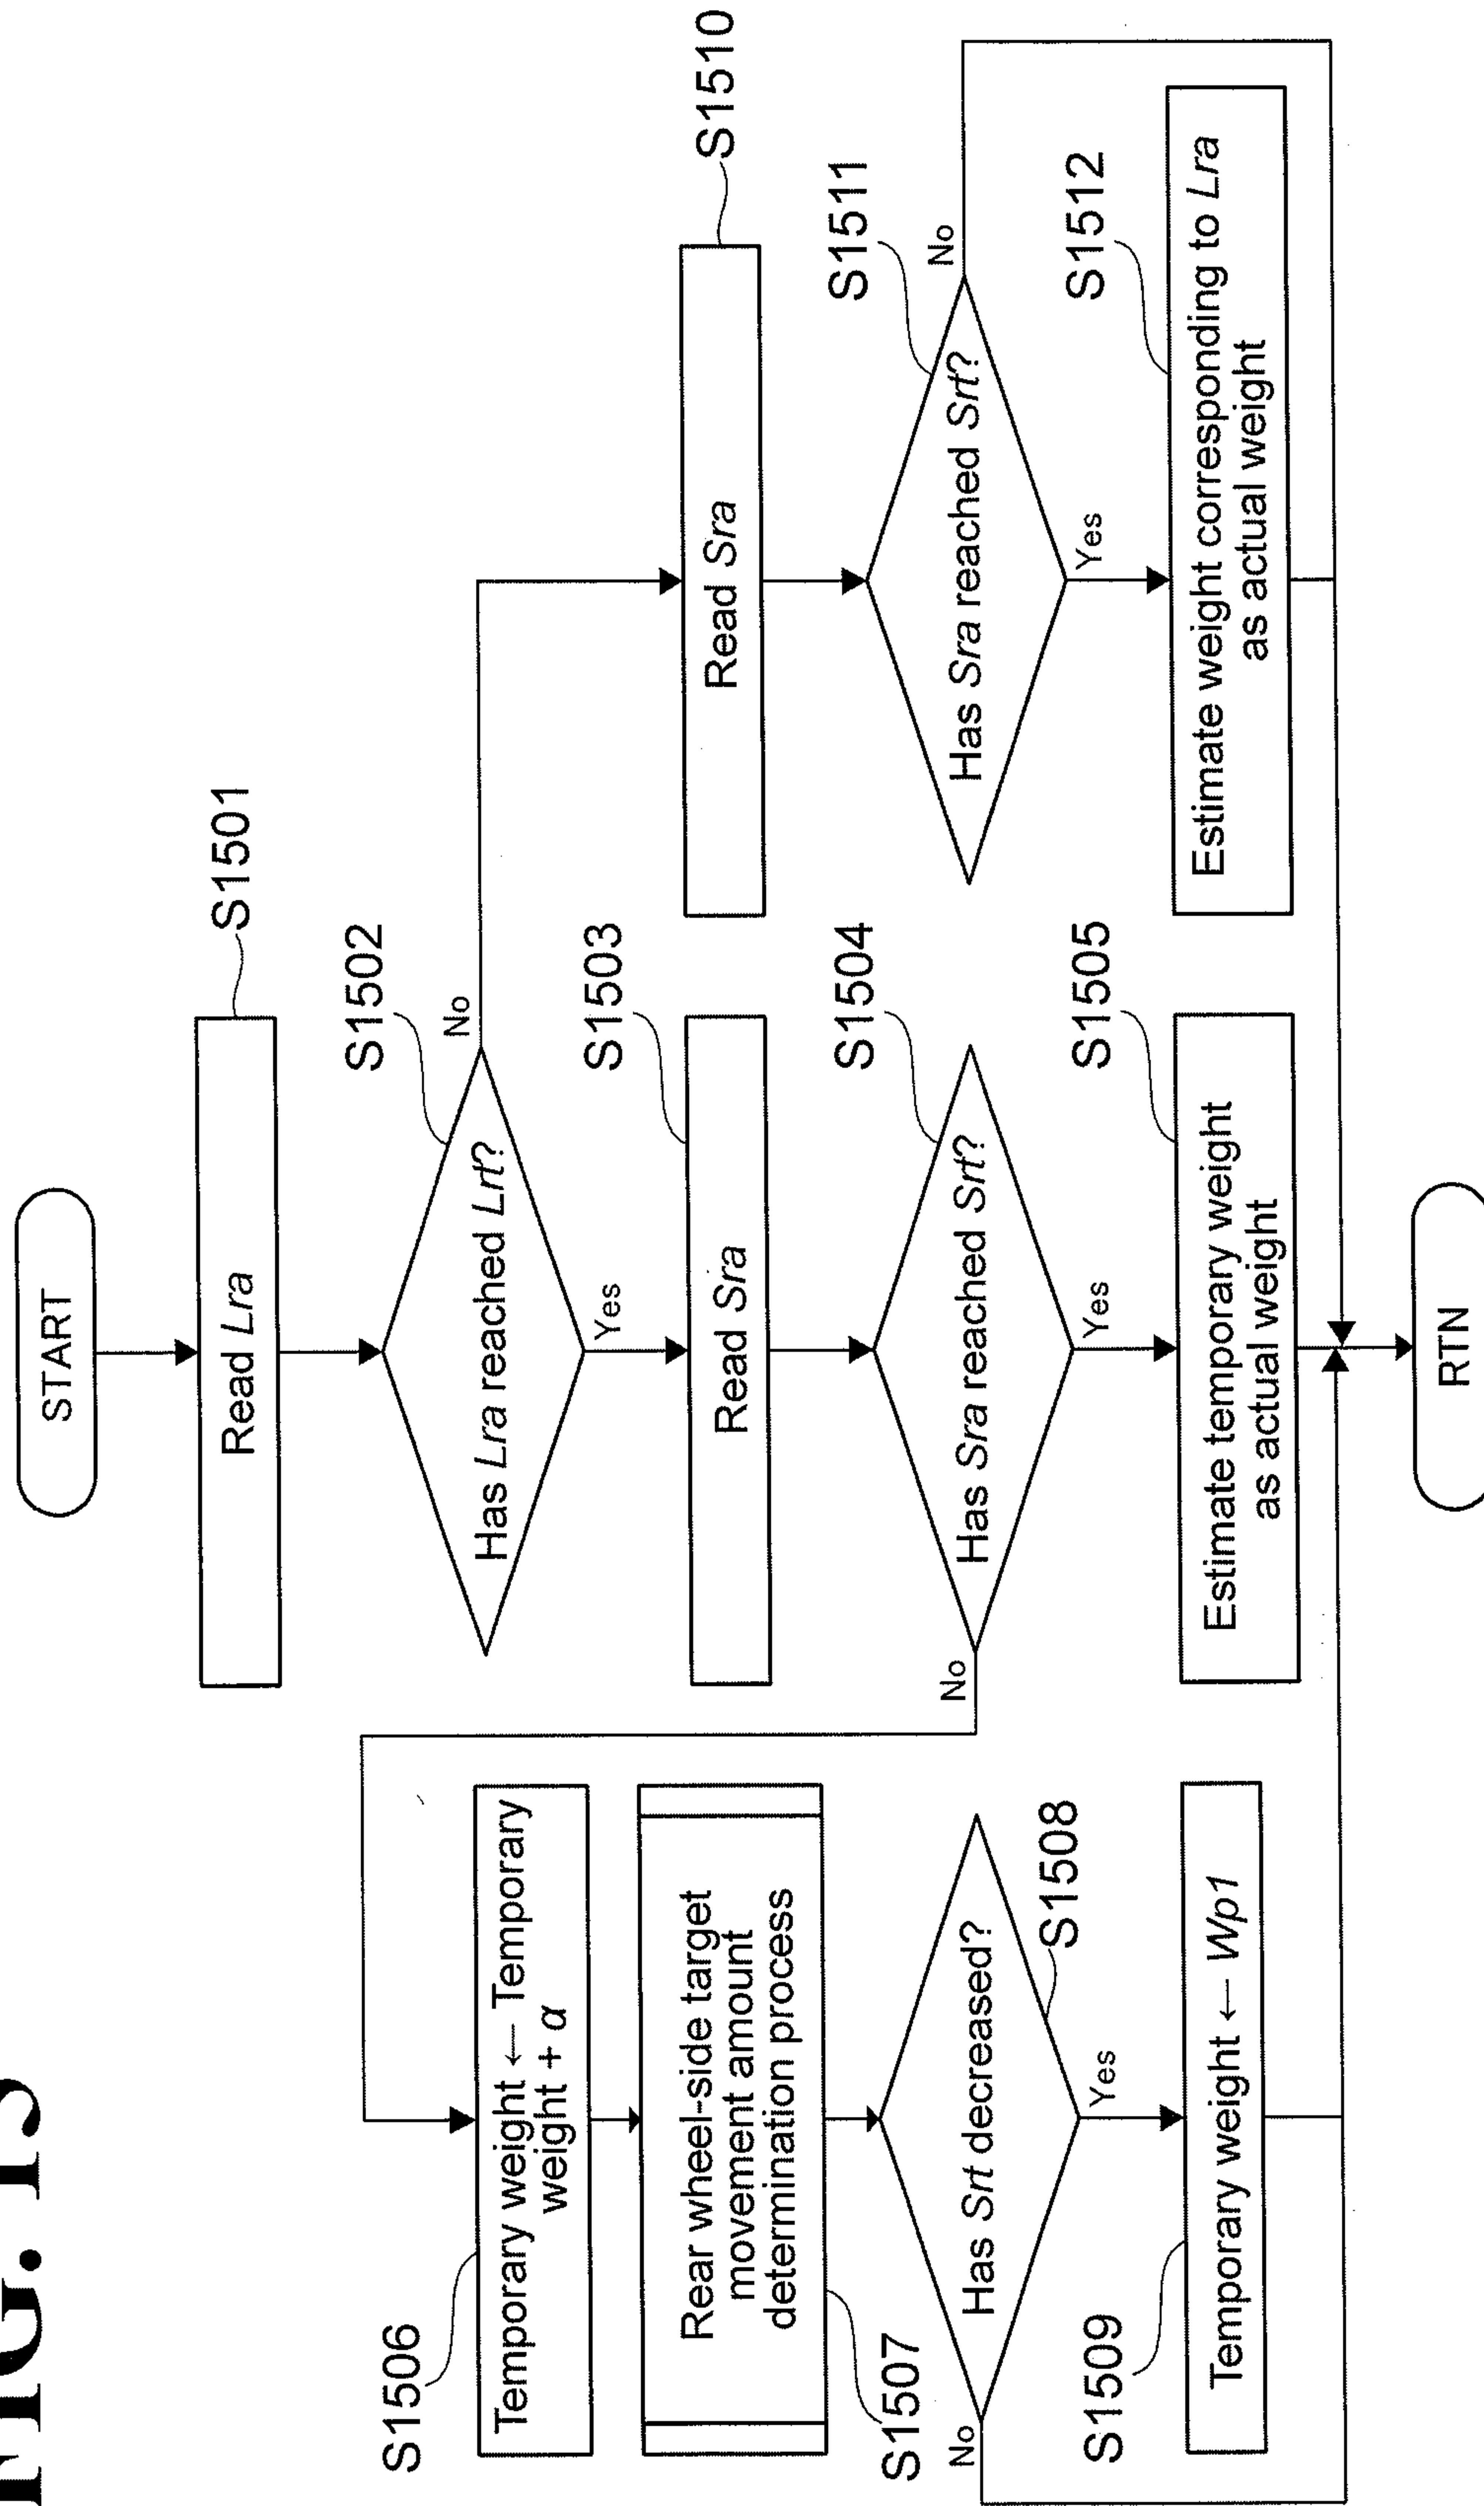 FIG. 15
START
Read Lra
S1501
Has Lra reached Lrt?
S1502
No
Yes
Read Sra
S1503
Has Sra reached Srt?
S1504
No
Yes
Estimate temporary weight
as actual weight
S1505
Temporary weight ← Temporary
weight + α
S1506
Rear wheel-side target
movement amount
determination process
S1507
Has Srt decreased?
S1508
No
Yes
Temporary weight ← Wp1
S1509
Read Sra
S1510
Has Sra reached Srt?
S1511
No
Yes
Estimate weight corresponding to Lra
as actual weight
S1512
RTN